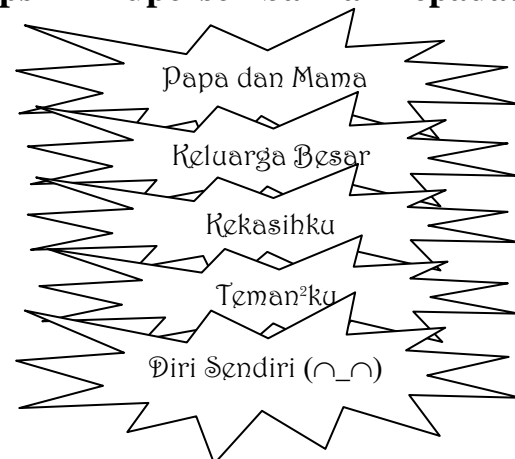 Papa dan Mama
Keluarga Besar
Kekasihku
Teman²ku
Diri Sendiri (∩_∩)